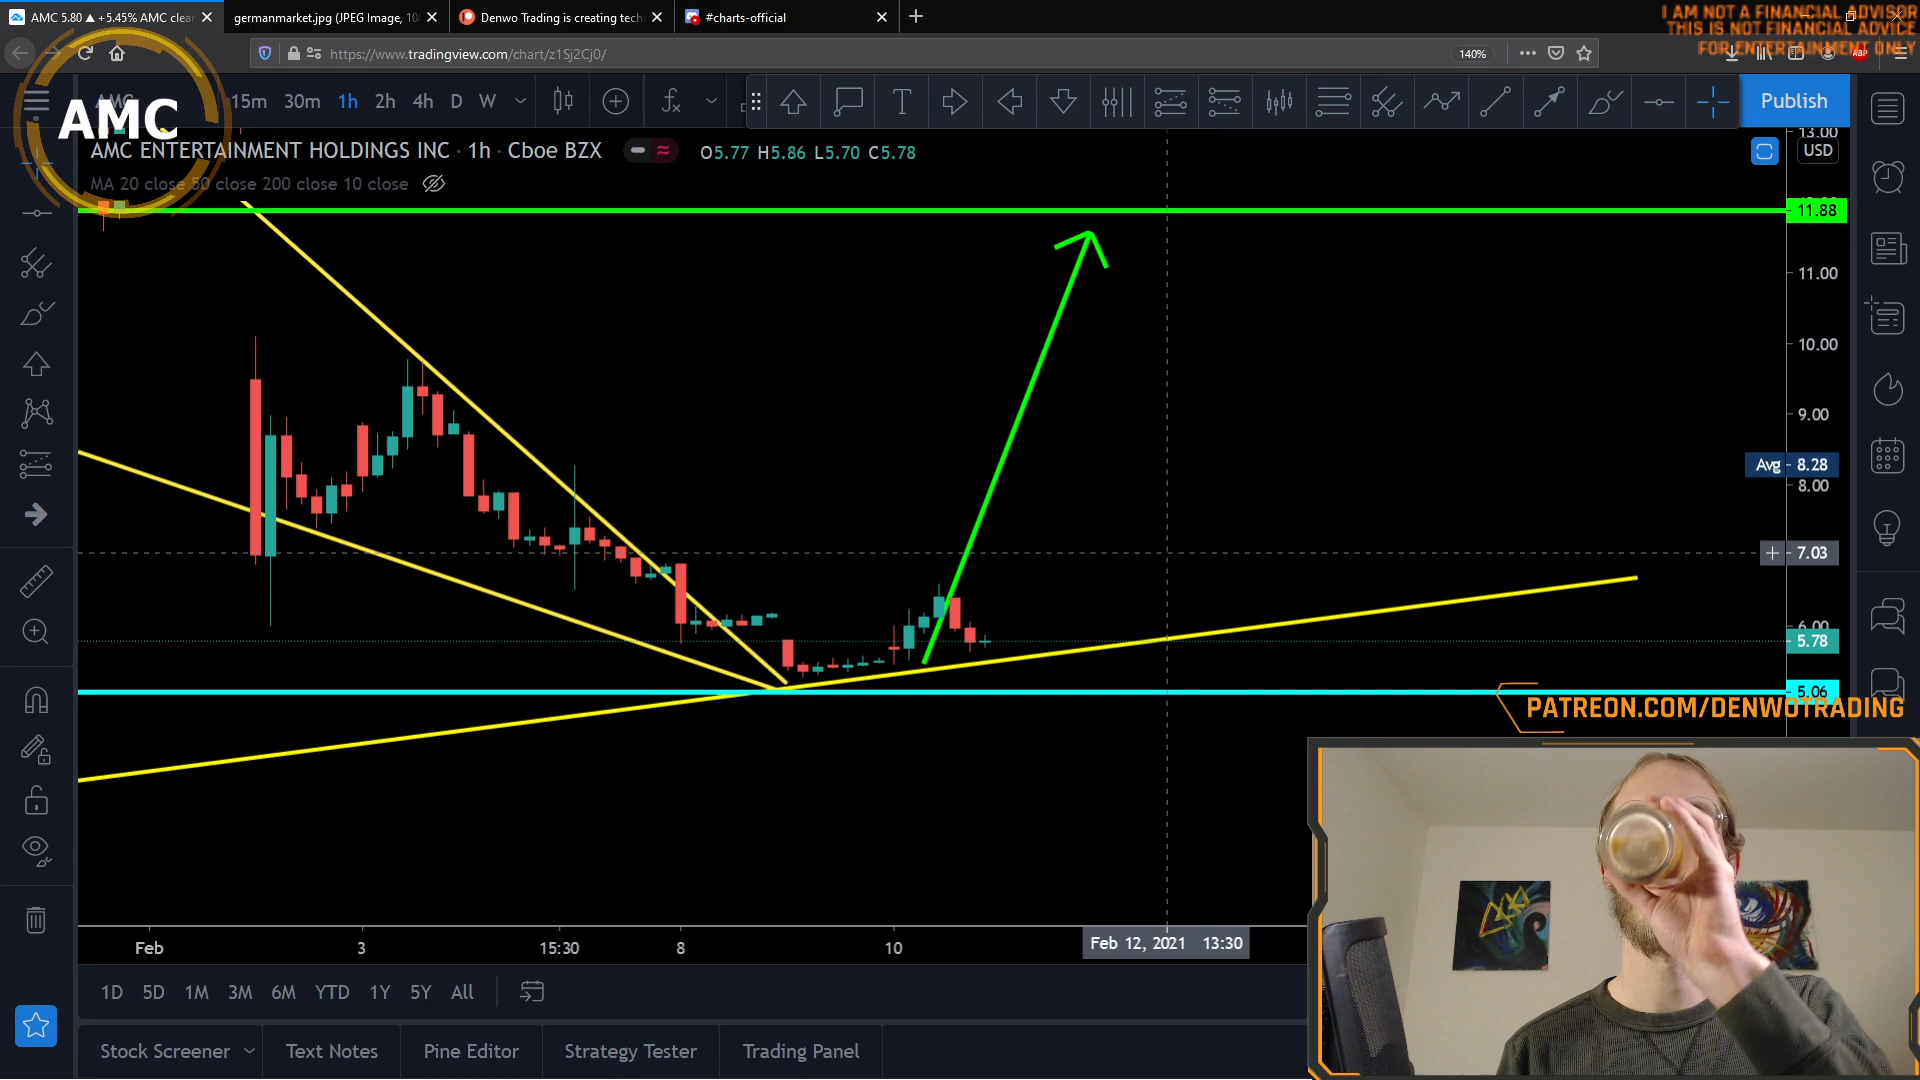 AMC 5.80 ▲ +5.45% AMC clear
germanmarket.jpg (JPEG Image, 10
Denwo Trading is creating tech
#charts-official
I AM NOT A FINANCIAL ADVISOR
THIS IS NOT FINANCIAL ADVICE
FOR ENTERTAINMENT ONLY
https://www.tradingview.com/chart/z1Sj2Cj0/
140%
ABP
AMC
15m 30m 1h 2h 4h D W
T
Publish
AMC ENTERTAINMENT HOLDINGS INC · 1h · Cboe BZX
O5.77 H5.86 L5.70 C5.78
MA 20 close 50 close 200 close 10 close
13.00
USD
11.88
11.00
10.00
9.00
Avg 8.28
8.00
7.03
6.00
5.78
5.06
PATREON.COM/DENWOTRADING
Feb 3 15:30 8 10
Feb 12, 2021 13:30
1D 5D 1M 3M 6M YTD 1Y 5Y All
Stock Screener Text Notes Pine Editor Strategy Tester Trading Panel